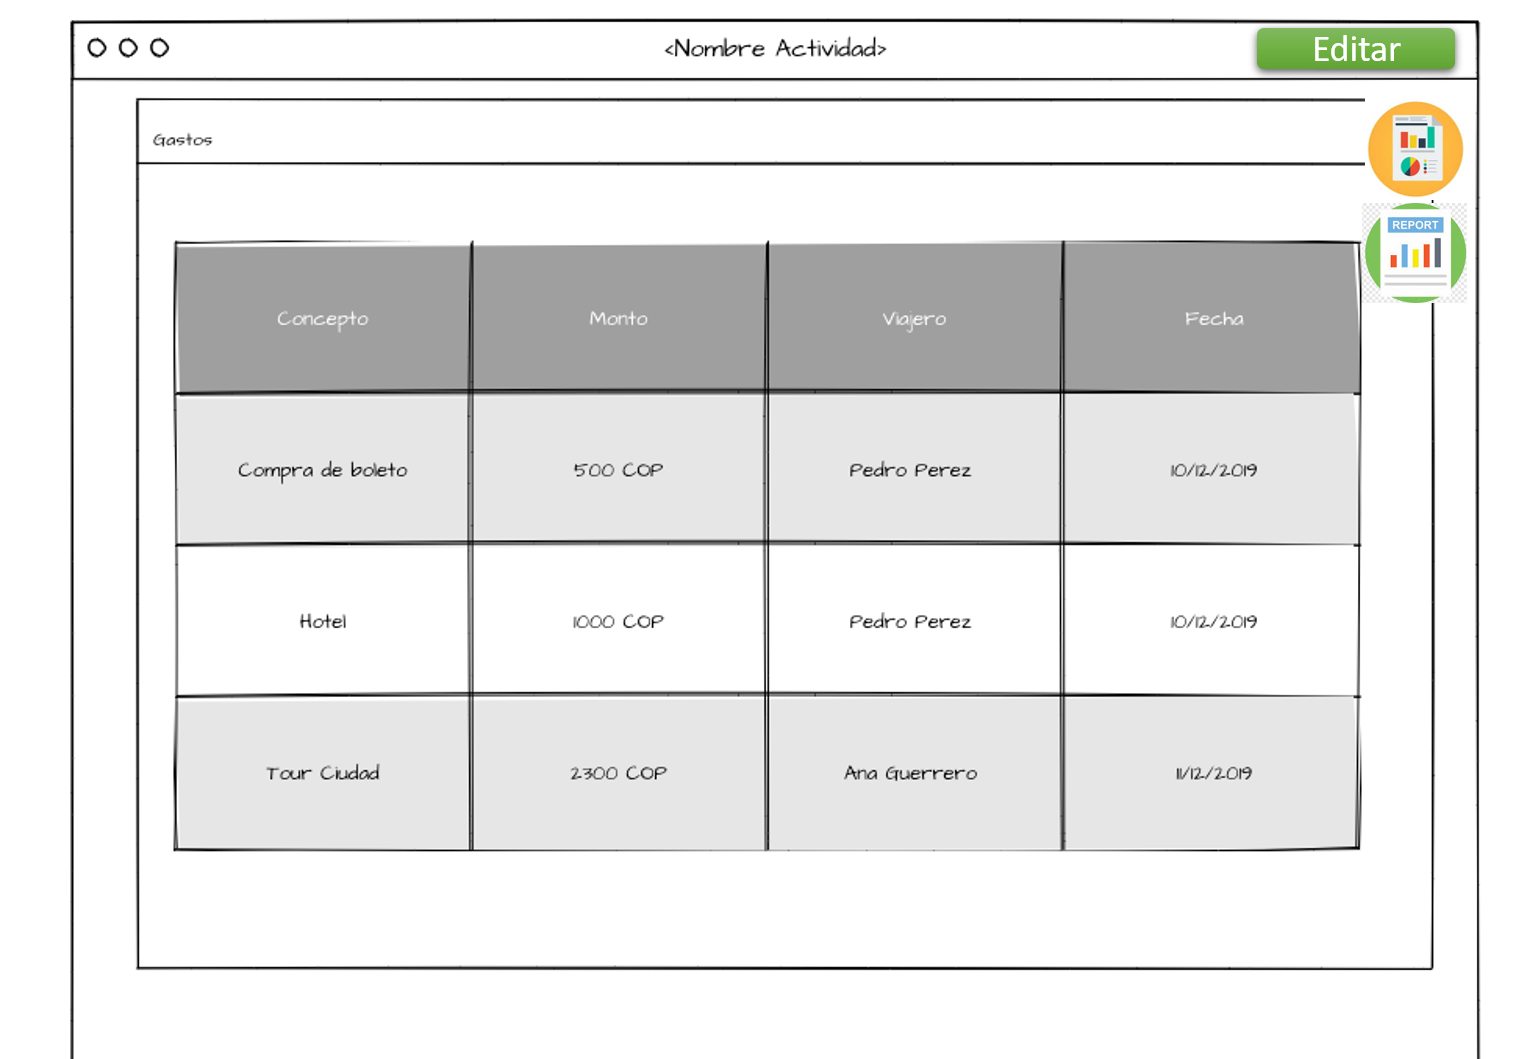 <Nombre Actividad>
Editar
Gastos
REPORT
Concepto Monto Viajero Fecha
Compra de boleto 500 COP Pedro Perez 10/12/2019
Hotel 1000 COP Pedro Perez 10/12/2019
Tour Ciudad 2300 COP Ana Guerrero 11/12/2019